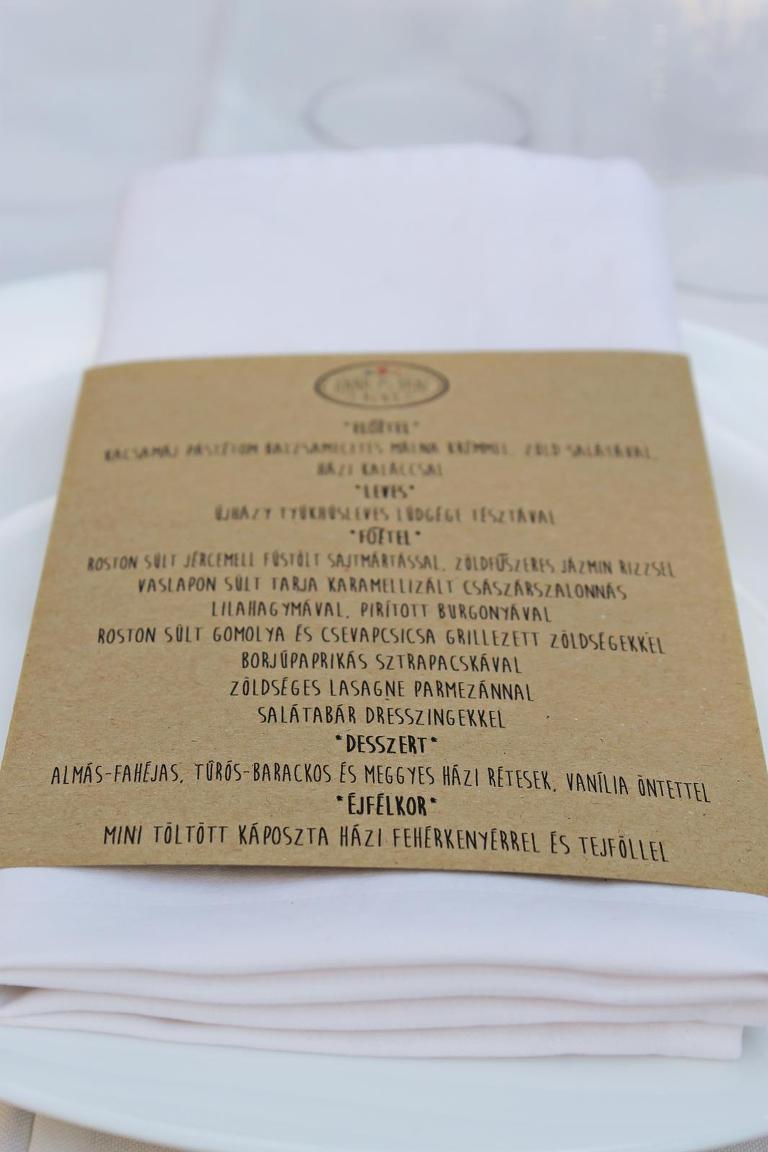 *ELŐÉTEL*
KACSAMÁJ PÁSTÉTOM BALZSAMECETES MÁLNA KRÉMMEL, ZÖLD SALÁTÁVAL,
HÁZI KALÁCCSAL
*LEVES*
ÚJHÁZY TYÚKHÚSLEVES LÚDGÉGE TÉSZTÁVAL
*FŐÉTEL*
ROSTON SÜLT JÉRCEMELL FÜSTÖLT SAJTMÁRTÁSSAL, ZÖLDFŰSZERES JÁZMIN RIZZSEL
VASLAPON SÜLT TARJA KARAMELLIZÁLT CSÁSZÁRSZALONNÁS
LILAHAGYMÁVAL, PIRÍTOTT BURGONYÁVAL
ROSTON SÜLT GOMOLYA ÉS CSEVAPCSICSA GRILLEZETT ZÖLDSÉGEKKEL
BORJÚPAPRIKÁS SZTRAPACSKÁVAL
ZÖLDSÉGES LASAGNE PARMEZÁNNAL
SALÁTABÁR DRESSZINGEKKEL
*DESSZERT*
ALMÁS-FAHÉJAS, TÚRÓS-BARACKOS ÉS MEGGYES HÁZI RÉTESEK, VANÍLIA ÖNTETTEL
*ÉJFÉLKOR*
MINI TÖLTÖTT KÁPOSZTA HÁZI FEHÉRKENYÉRREL ÉS TEJFÖLLEL